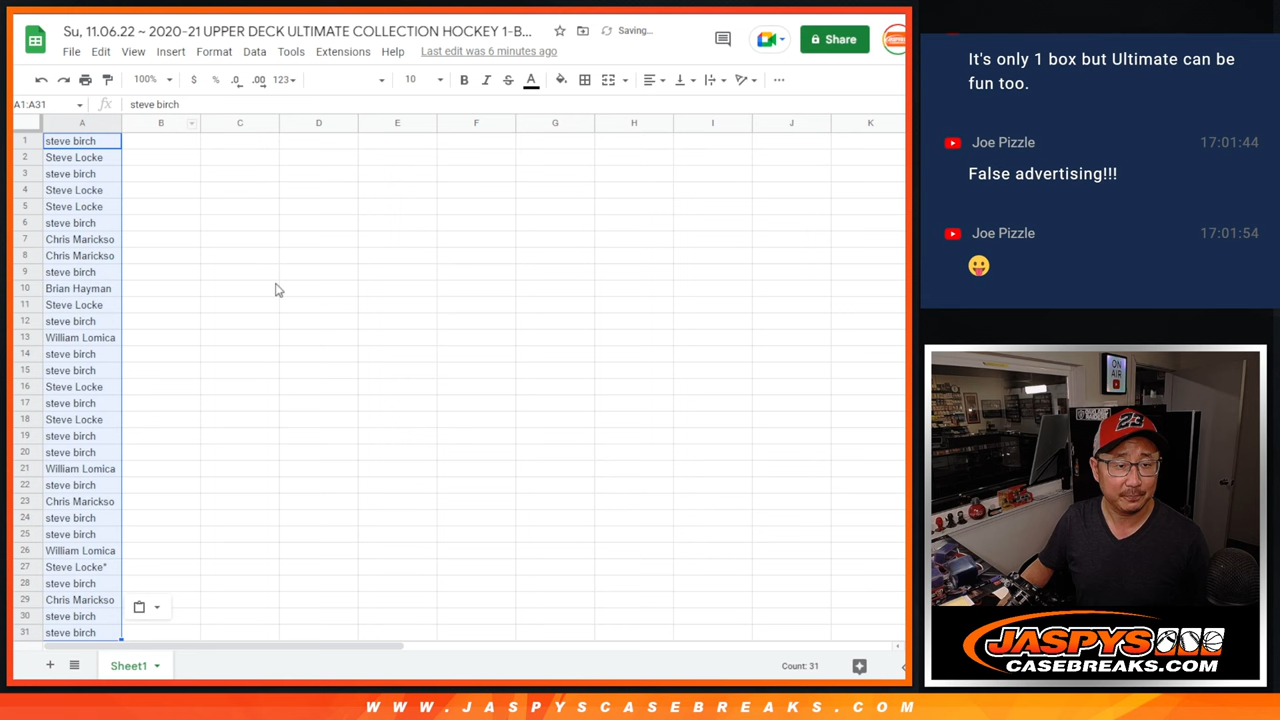 Su, 11.06.22 ~ 2020-21 UPPER DECK ULTIMATE COLLECTION HOCKEY 1-B...
Saving...
Share
File Edit View Insert Format Data Tools Extensions Help Last edit was 6 minutes ago
100% $ % .0 .00 123 10 B I S A
A1:A31 fx steve birch
A B C D E F G H I J K
1 steve birch
2 Steve Locke
3 steve birch
4 Steve Locke
5 Steve Locke
6 steve birch
7 Chris Marickso
8 Chris Marickso
9 steve birch
10 Brian Hayman
11 Steve Locke
12 steve birch
13 William Lomica
14 steve birch
15 steve birch
16 Steve Locke
17 steve birch
18 Steve Locke
19 steve birch
20 steve birch
21 William Lomica
22 steve birch
23 Chris Marickso
24 steve birch
25 steve birch
26 William Lomica
27 Steve Locke*
28 steve birch
29 Chris Marickso
30 steve birch
31 steve birch
Sheet1
Count: 31
It's only 1 box but Ultimate can be
fun too.
Joe Pizzle 17:01:44
False advertising!!!
Joe Pizzle 17:01:54
ON
AIR
23
JASPYS
CASEBREAKS.COM
WWW.JASPYSCASEBREAKS.COM